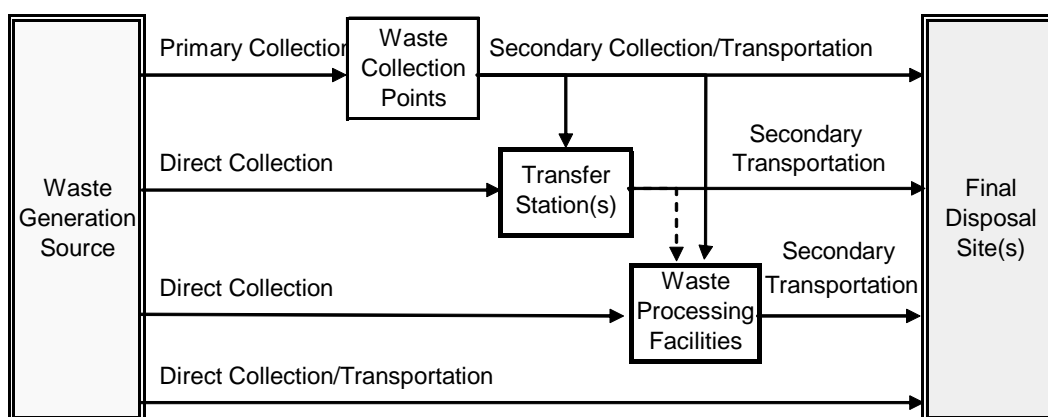 Primary Collection
Waste
Collection
Points
Secondary Collection/Transportation
Direct Collection
Transfer
Station(s)
Secondary
Transportation
Waste
Generation
Source
Final
Disposal
Site(s)
Direct Collection
Waste
Processing
Facilities
Secondary
Transportation
Direct Collection/Transportation